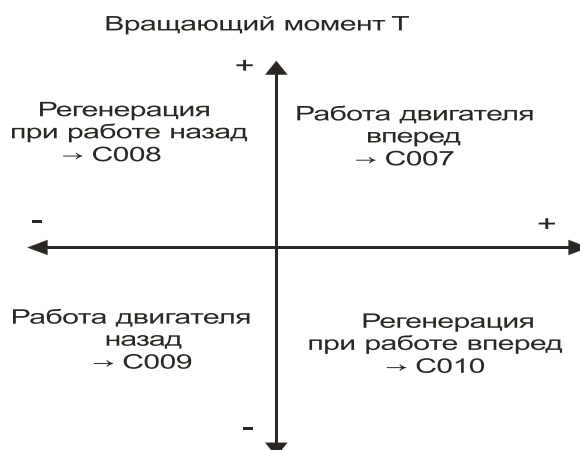 Вращающий момент T
+
Регенерация
при работе назад
→ C008
Работа двигателя
вперед
→ C007
-
+
Работа двигателя
назад
→ C009
Регенерация
при работе вперед
→ C010
-